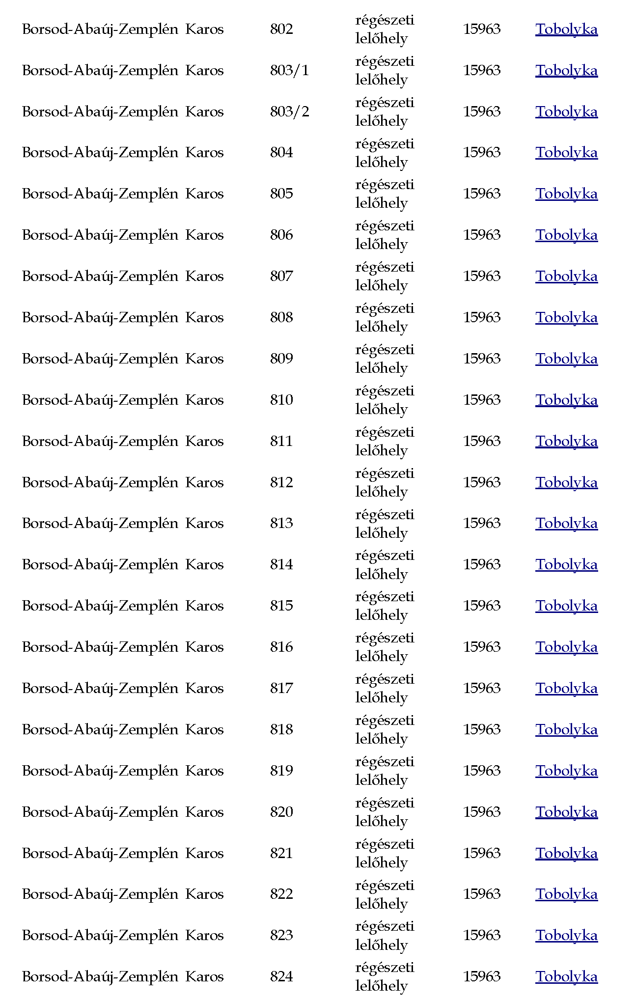 Borsod-Abaúj-Zemplén Karos 802 régészeti lelőhely 15963 Tobolyka
Borsod-Abaúj-Zemplén Karos 803/1 régészeti lelőhely 15963 Tobolyka
Borsod-Abaúj-Zemplén Karos 803/2 régészeti lelőhely 15963 Tobolyka
Borsod-Abaúj-Zemplén Karos 804 régészeti lelőhely 15963 Tobolyka
Borsod-Abaúj-Zemplén Karos 805 régészeti lelőhely 15963 Tobolyka
Borsod-Abaúj-Zemplén Karos 806 régészeti lelőhely 15963 Tobolyka
Borsod-Abaúj-Zemplén Karos 807 régészeti lelőhely 15963 Tobolyka
Borsod-Abaúj-Zemplén Karos 808 régészeti lelőhely 15963 Tobolyka
Borsod-Abaúj-Zemplén Karos 809 régészeti lelőhely 15963 Tobolyka
Borsod-Abaúj-Zemplén Karos 810 régészeti lelőhely 15963 Tobolyka
Borsod-Abaúj-Zemplén Karos 811 régészeti lelőhely 15963 Tobolyka
Borsod-Abaúj-Zemplén Karos 812 régészeti lelőhely 15963 Tobolyka
Borsod-Abaúj-Zemplén Karos 813 régészeti lelőhely 15963 Tobolyka
Borsod-Abaúj-Zemplén Karos 814 régészeti lelőhely 15963 Tobolyka
Borsod-Abaúj-Zemplén Karos 815 régészeti lelőhely 15963 Tobolyka
Borsod-Abaúj-Zemplén Karos 816 régészeti lelőhely 15963 Tobolyka
Borsod-Abaúj-Zemplén Karos 817 régészeti lelőhely 15963 Tobolyka
Borsod-Abaúj-Zemplén Karos 818 régészeti lelőhely 15963 Tobolyka
Borsod-Abaúj-Zemplén Karos 819 régészeti lelőhely 15963 Tobolyka
Borsod-Abaúj-Zemplén Karos 820 régészeti lelőhely 15963 Tobolyka
Borsod-Abaúj-Zemplén Karos 821 régészeti lelőhely 15963 Tobolyka
Borsod-Abaúj-Zemplén Karos 822 régészeti lelőhely 15963 Tobolyka
Borsod-Abaúj-Zemplén Karos 823 régészeti lelőhely 15963 Tobolyka
Borsod-Abaúj-Zemplén Karos 824 régészeti lelőhely 15963 Tobolyka